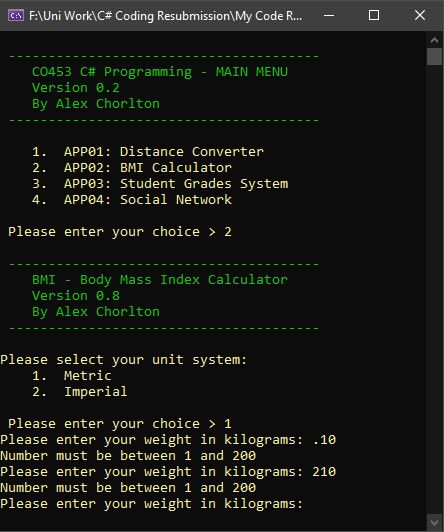 F:\Uni Work\C# Coding Resubmission\My Code R...
----------------------------------------
CO453 C# Programming - MAIN MENU
Version 0.2
By Alex Chorlton
----------------------------------------
1. APP01: Distance Converter
2. APP02: BMI Calculator
3. APP03: Student Grades System
4. APP04: Social Network
Please enter your choice > 2
----------------------------------------
BMI - Body Mass Index Calculator
Version 0.8
By Alex Chorlton
----------------------------------------
Please select your unit system:
1. Metric
2. Imperial
Please enter your choice > 1
Please enter your weight in kilograms: .10
Number must be between 1 and 200
Please enter your weight in kilograms: 210
Number must be between 1 and 200
Please enter your weight in kilograms: